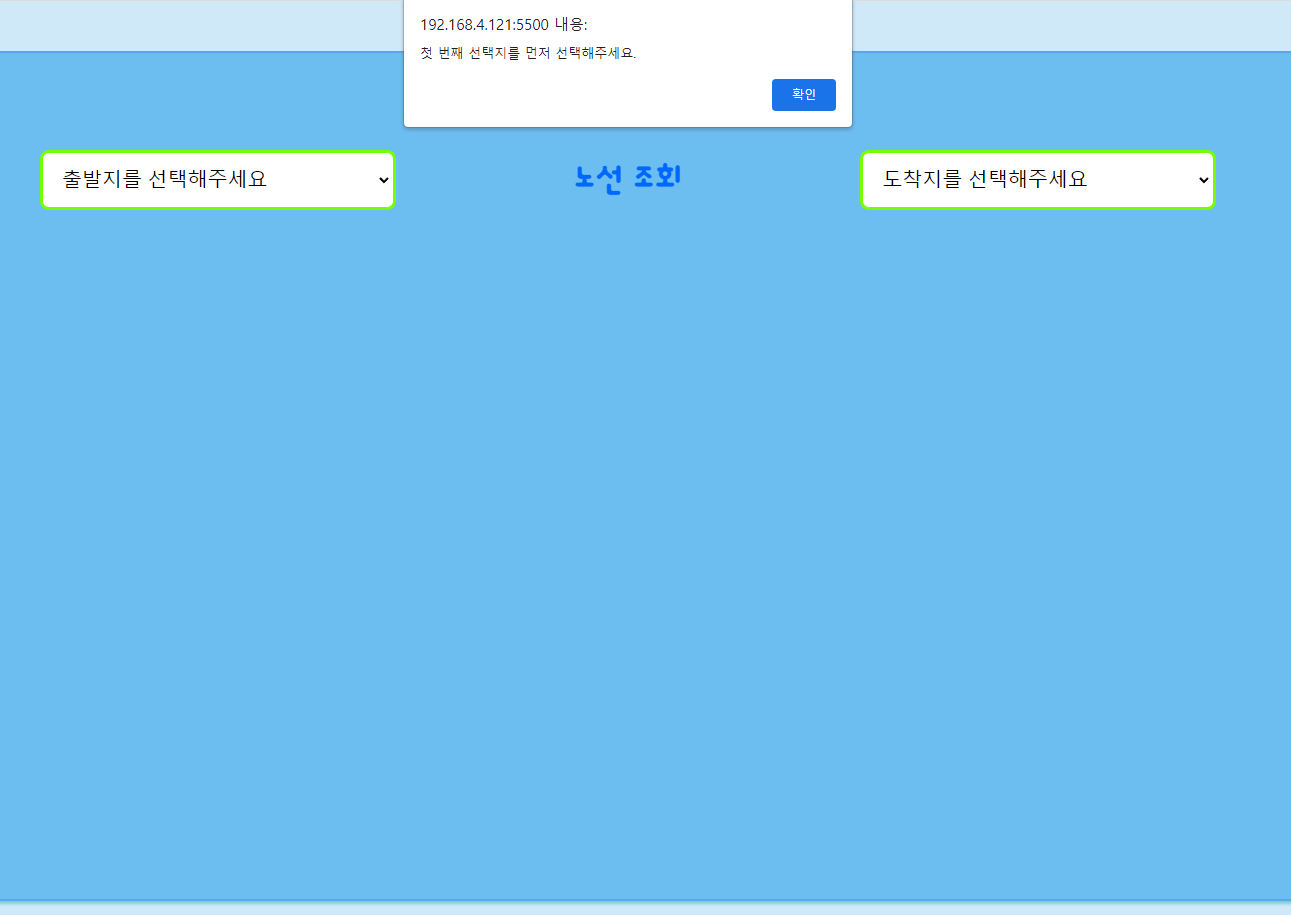 192.168.4.121:5500 내용:
첫 번째 선택지를 먼저 선택해주세요.
확인
출발지를 선택해주세요
노선 조회
도착지를 선택해주세요